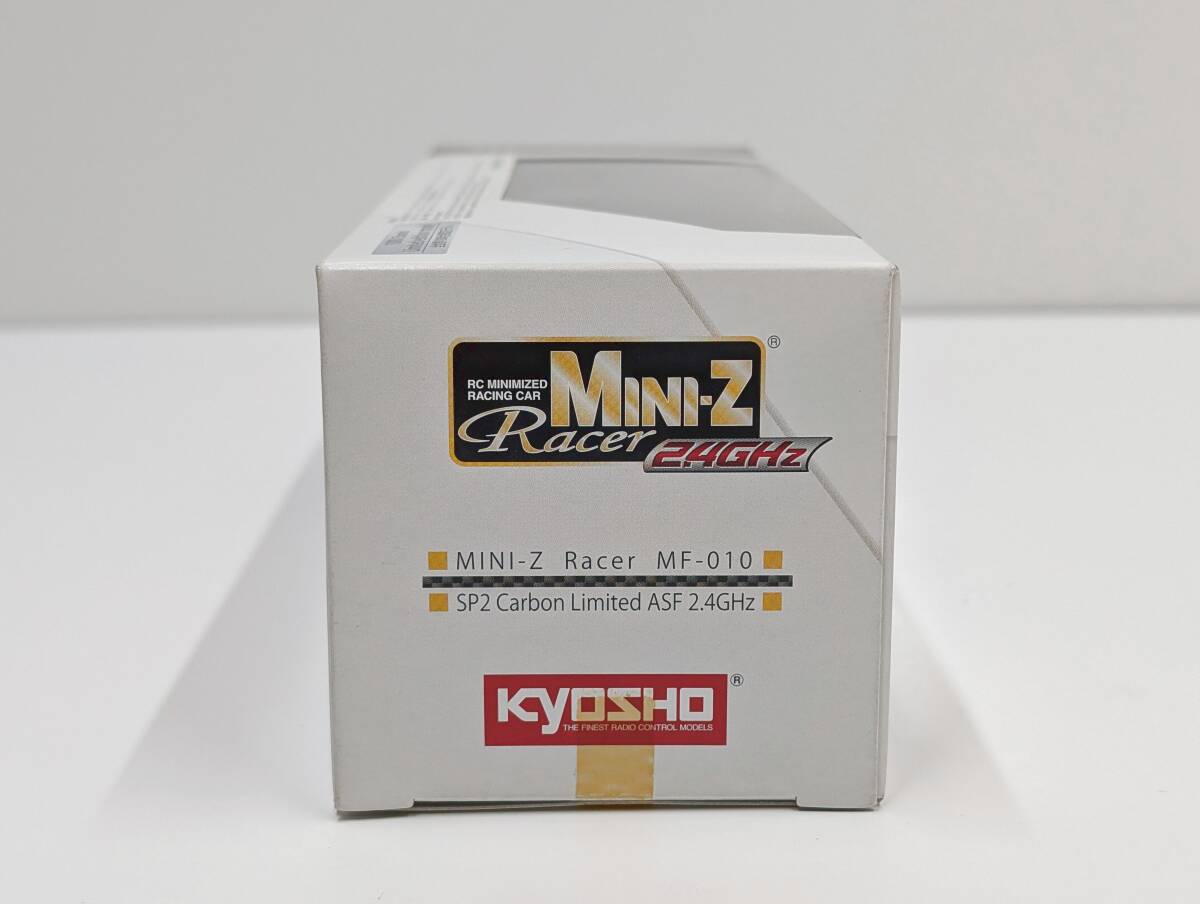 RC MINIMIZED
RACING CAR
MINI-Z
Racer
2.4GHz
®
MINI-Z Racer MF-010
SP2 Carbon Limited ASF 2.4GHz
KYOSHO ®
THE FINEST RADIO CONTROL MODELS